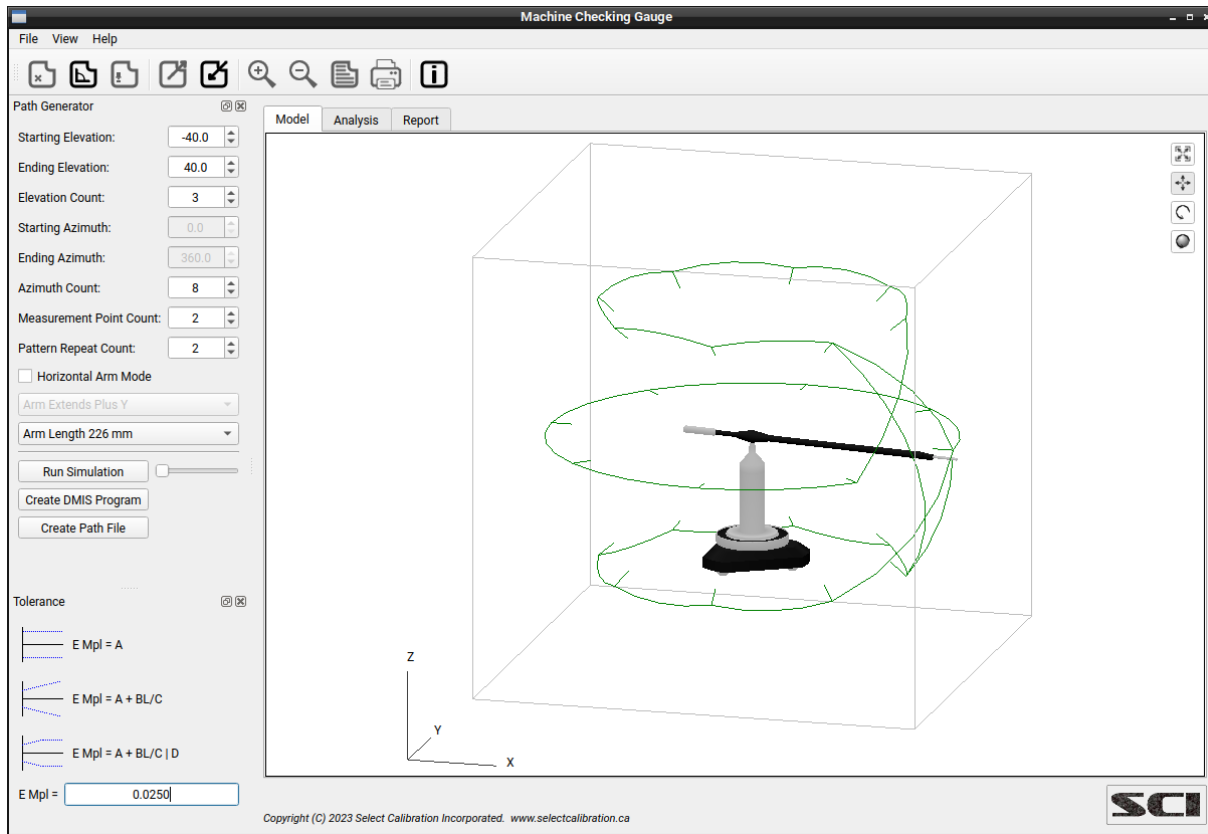 Machine Checking Gauge
File View Help
Path Generator
Starting Elevation: -40.0
Ending Elevation: 40.0
Elevation Count: 3
Starting Azimuth: 0.0
Ending Azimuth: 360.0
Azimuth Count: 8
Measurement Point Count: 2
Pattern Repeat Count: 2
Horizontal Arm Mode
Arm Extends Plus Y
Arm Length 226 mm
Run Simulation
Create DMIS Program
Create Path File
Tolerance
E Mpl = A
E Mpl = A + BL/C
E Mpl = A + BL/C | D
E Mpl = 0.0250
Model Analysis Report
Z
Y
X
Copyright (C) 2023 Select Calibration Incorporated. www.selectcalibration.ca
SCI